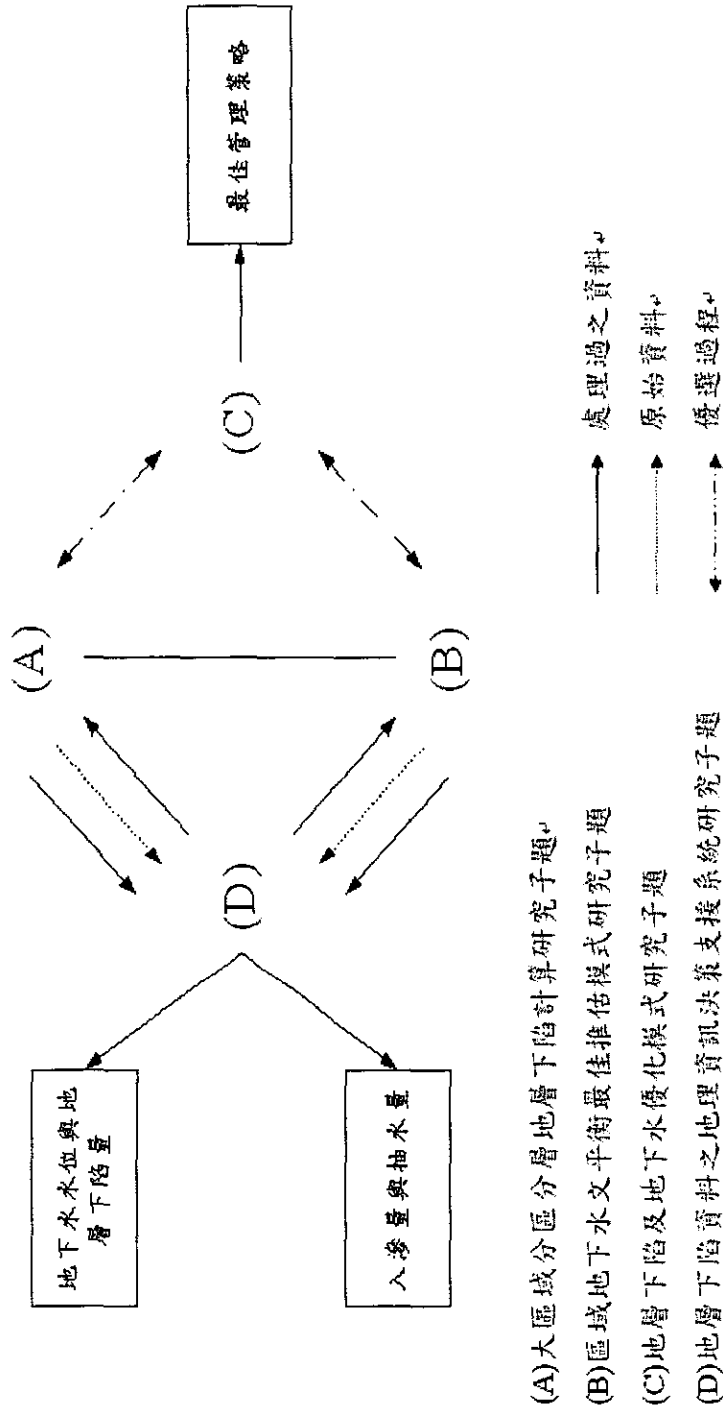 地下水水位與地
層下陷量
入滲量與抽水量
(D)
(A)
(B)
(C)
最佳管理策略
(A)大區域分區分層地層下陷計算研究子題
(B)區域地下水文平衡最佳推估模式研究子題
(C)地層下陷及地下水優化模式研究子題
(D)地層下陷資料之地理資訊決策支援系統研究子題
處理過之資料
原始資料
優選過程